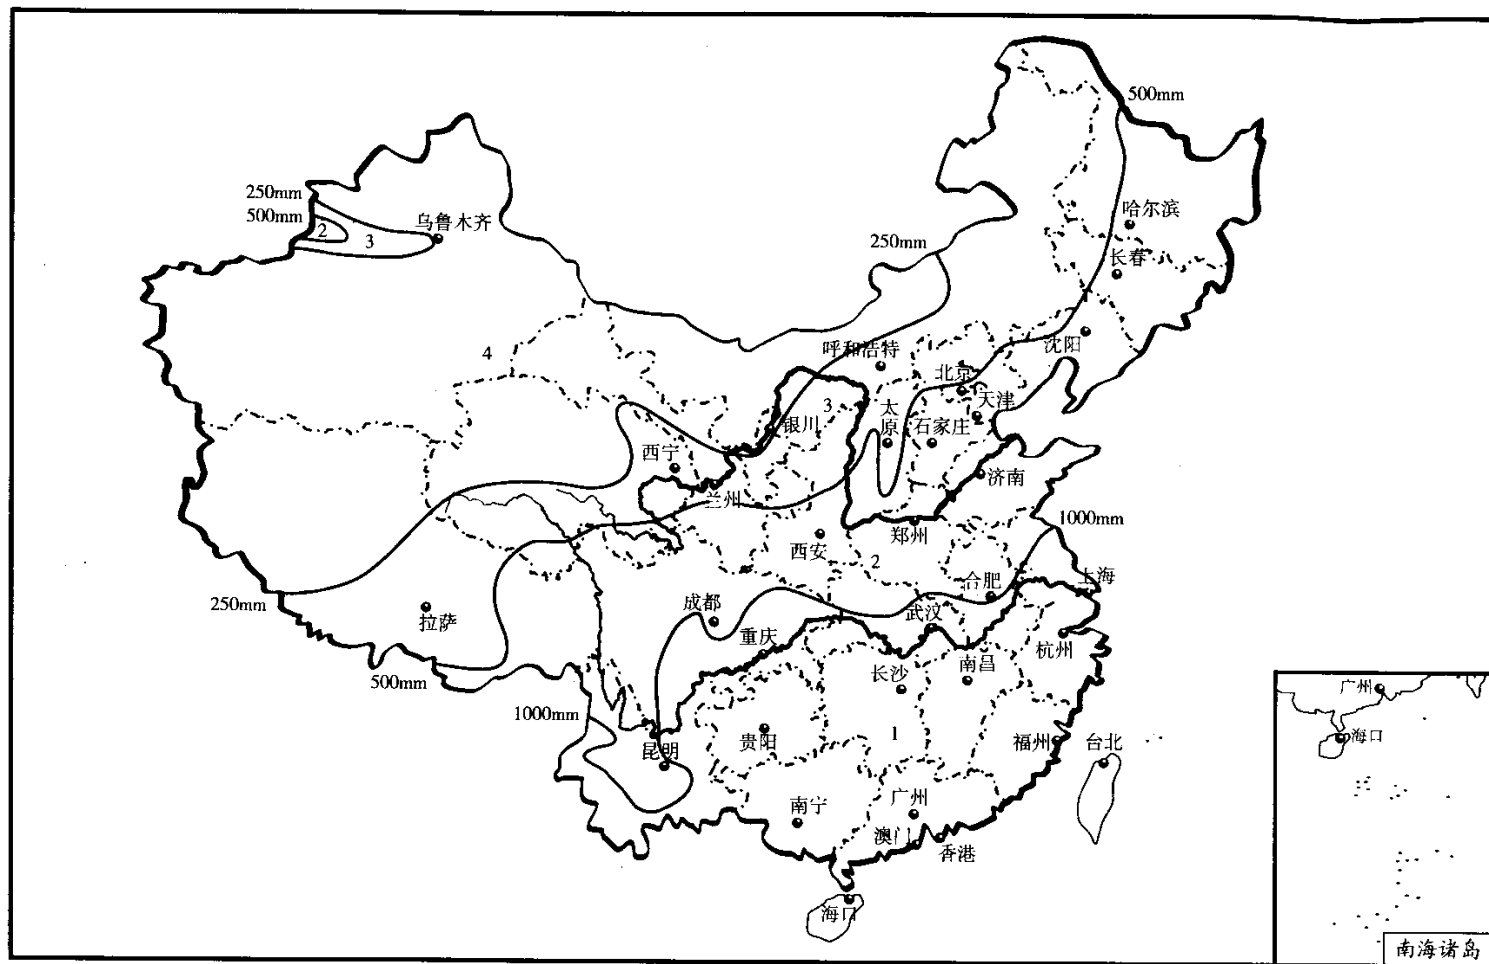 500mm
250mm
500mm
2
3
乌鲁木齐
哈尔滨
250mm
长春
4
呼和浩特
沈阳
北京
天津
3
太原
银川
石家庄
西宁
济南
兰州
1000mm
郑州
西安
2
合肥
上海
250mm
成都
拉萨
武汉
重庆
杭州
南昌
500mm
长沙
1000mm
贵阳
1
昆明
福州
台北
南宁
广州
澳门
香港
海口
广州
海口
南海诸岛